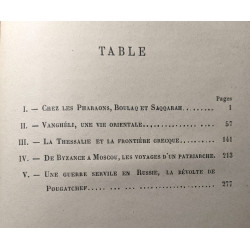 TABLE
Pages
I. — Chez les Pharaons, Boulaq et Saqqarah......... 1
II. — Vanghéli, une vie orientale..... 57
III. — La Thessalie et la frontière grecque........ 141
IV. — De Byzance a Moscou, les voyages d'un patriarche. 213
V. — Une guerre servile en Russie, la révolte de
Pougatchef ... .... 277